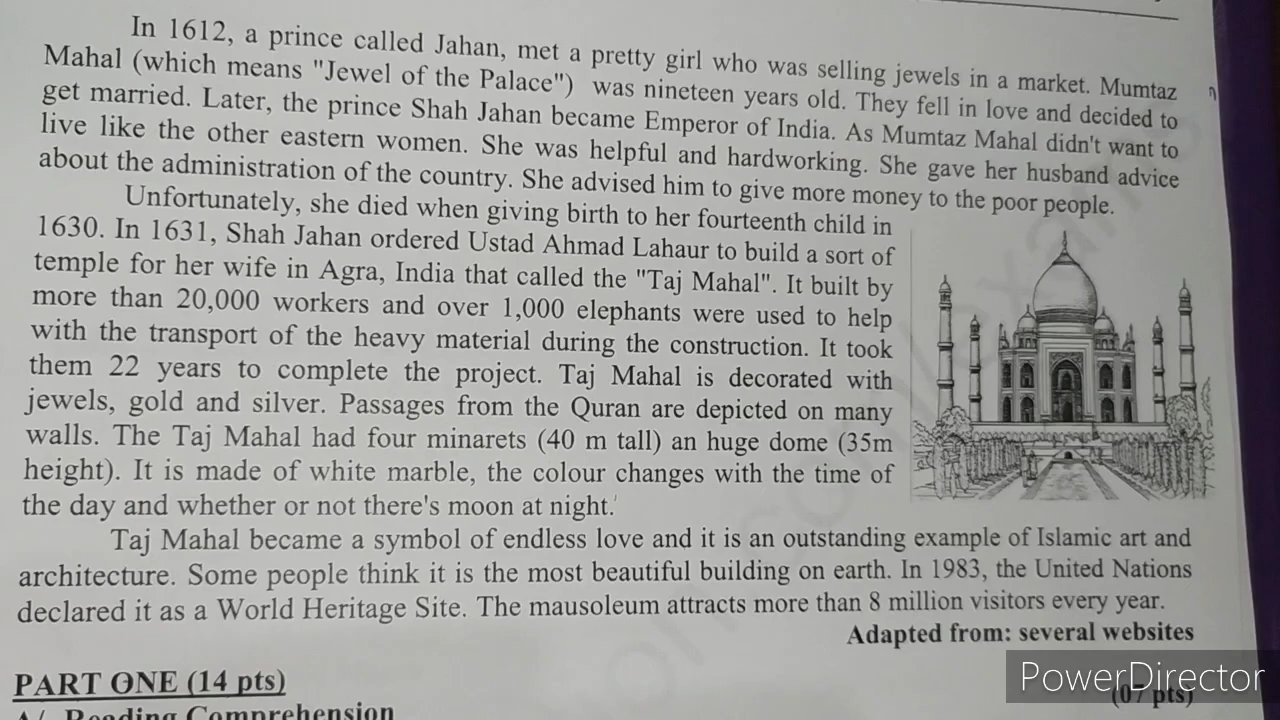 In 1612, a prince called Jahan, met a pretty girl who was selling jewels in a market. Mumtaz
Mahal (which means "Jewel of the Palace") was nineteen years old. They fell in love and decided to
get married. Later, the prince Shah Jahan became Emperor of India. As Mumtaz Mahal didn't want to
live like the other eastern women. She was helpful and hardworking. She gave her husband advice
about the administration of the country. She advised him to give more money to the poor people.
Unfortunately, she died when giving birth to her fourteenth child in
1630. In 1631, Shah Jahan ordered Ustad Ahmad Lahaur to build a sort of
temple for her wife in Agra, India that called the "Taj Mahal". It built by
more than 20,000 workers and over 1,000 elephants were used to help
with the transport of the heavy material during the construction. It took
them 22 years to complete the project. Taj Mahal is decorated with
jewels, gold and silver. Passages from the Quran are depicted on many
walls. The Taj Mahal had four minarets (40 m tall) an huge dome (35m
height). It is made of white marble, the colour changes with the time of
the day and whether or not there's moon at night.
Taj Mahal became a symbol of endless love and it is an outstanding example of Islamic art and
architecture. Some people think it is the most beautiful building on earth. In 1983, the United Nations
declared it as a World Heritage Site. The mausoleum attracts more than 8 million visitors every year.
Adapted from: several websites
PART ONE (14 pts)
PowerDirector
(07 pts)
A/ Reading Comprehension